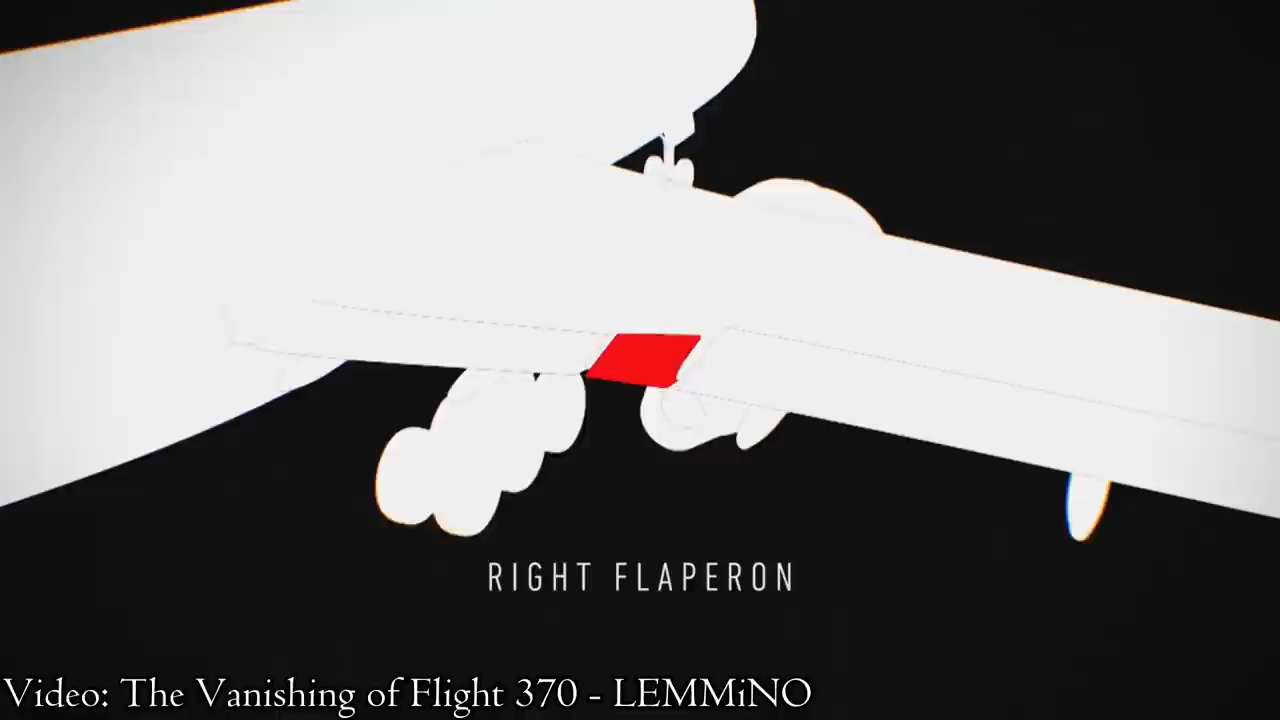 RIGHT FLAPERON
Video: The Vanishing of Flight 370 - LEMMiNO